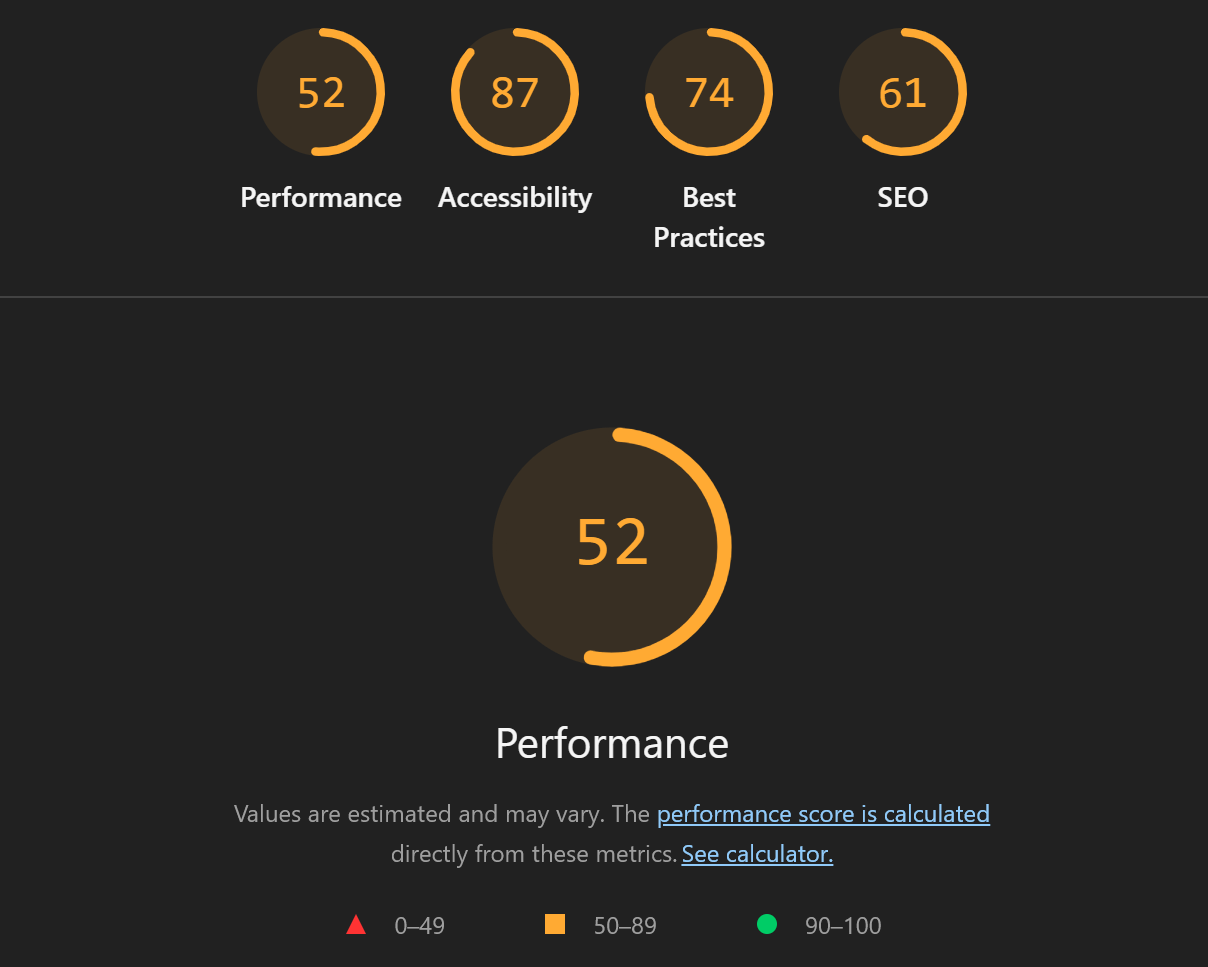 52 87 74 61
Performance Accessibility Best Practices SEO
52
Performance
Values are estimated and may vary. The performance score is calculated
directly from these metrics. See calculator.
0–49 50–89 90–100